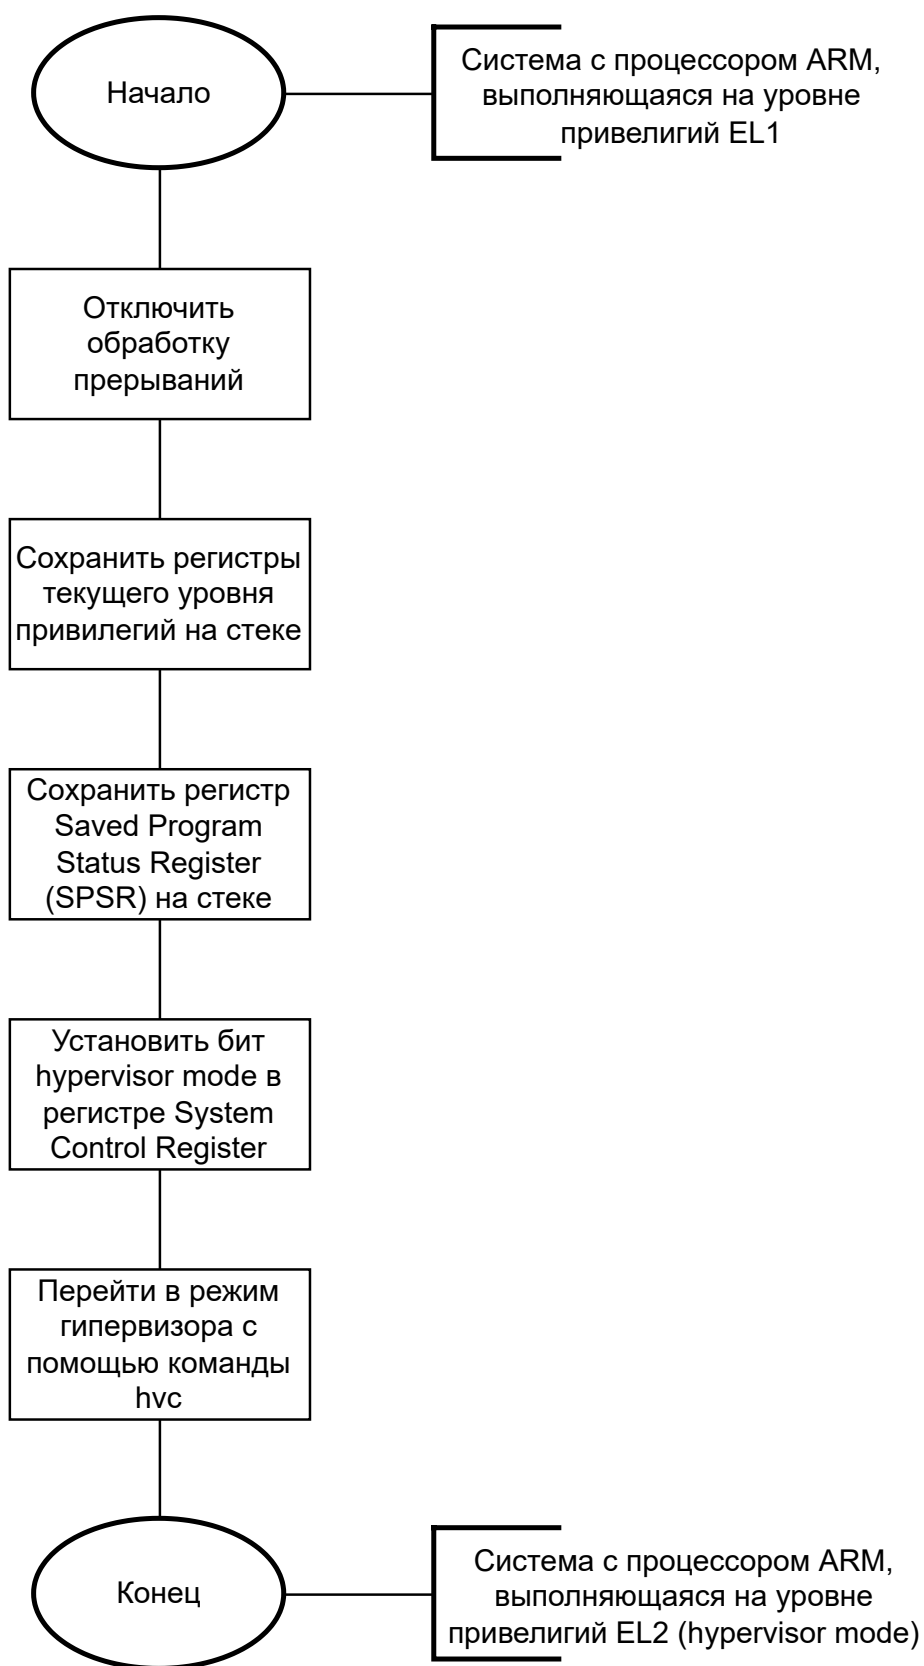 Начало
Система с процессором ARM,
выполняющаяся на уровне
привелигий EL1
Отключить
обработку
прерываний
Сохранить регистры
текущего уровня
привилегий на стеке
Сохранить регистр
Saved Program
Status Register
(SPSR) на стеке
Установить бит
hypervisor mode в
регистре System
Control Register
Перейти в режим
гипервизора с
помощью команды
hvc
Конец
Система с процессором ARM,
выполняющаяся на уровне
привелигий EL2 (hypervisor mode)